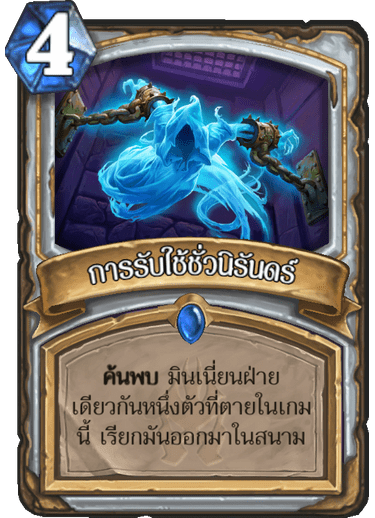 4
การรับใช้ชั่วนิรันดร์
ค้นพบ มินเนี่ยนฝ่าย
เดียวกันหนึ่งตัวที่ตายในเกม
นี้ เรียกมันออกมาในสนาม